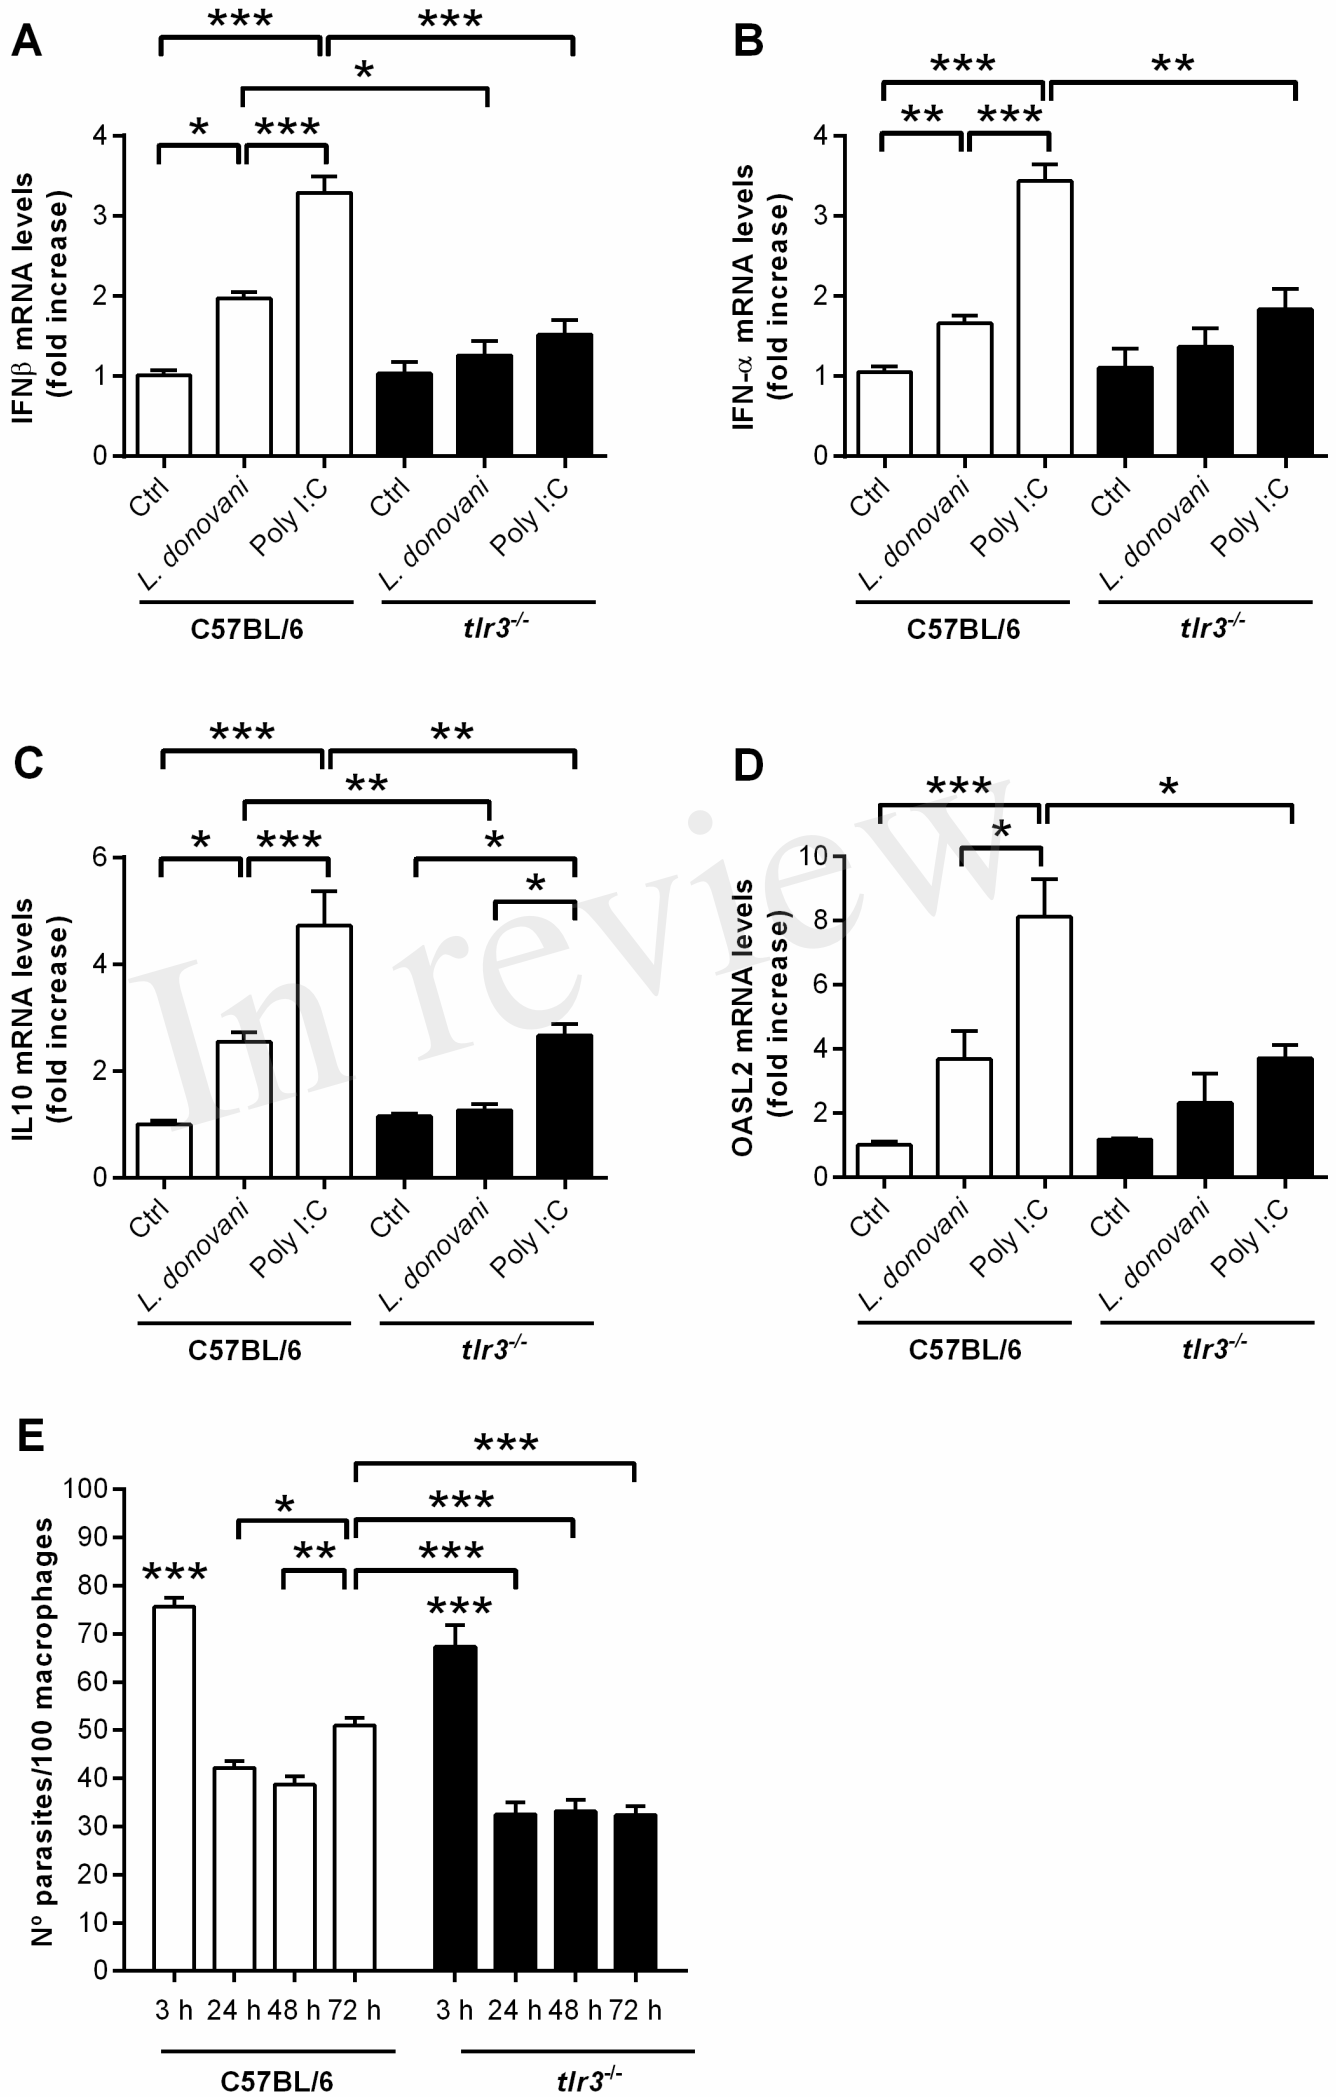 A
***
***
*
*
***
IFNβ mRNA levels
(fold increase)
4
3
2
1
0
Ctrl
L. donovani
Poly I:C
Ctrl
L. donovani
Poly I:C
C57BL/6
tlr3-/-
B
***
**
**
***
IFN-α mRNA levels
(fold increase)
4
3
2
1
0
Ctrl
L. donovani
Poly I:C
Ctrl
L. donovani
Poly I:C
C57BL/6
tlr3-/-
C
***
**
**
*
***
*
*
IL10 mRNA levels
(fold increase)
6
4
2
0
Ctrl
L. donovani
Poly I:C
Ctrl
L. donovani
Poly I:C
C57BL/6
tlr3-/-
D
***
*
*
OASL2 mRNA levels
(fold increase)
10
8
6
4
2
0
Ctrl
L. donovani
Poly I:C
Ctrl
L. donovani
Poly I:C
C57BL/6
tlr3-/-
In review
E
***
*
***
**
***
***
***
Nº parasites/100 macrophages
100
90
80
70
60
50
40
30
20
10
0
3 h 24 h 48 h 72 h 3 h 24 h 48 h 72 h
C57BL/6
tlr3-/-